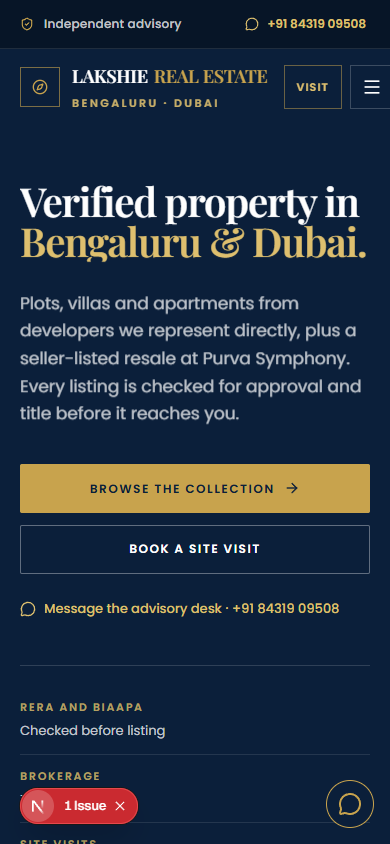 Independent advisory
+91 84319 09508
LAKSHIE REAL ESTATE
BENGALURU · DUBAI
VISIT
Verified property in
Bengaluru & Dubai.
Plots, villas and apartments from
developers we represent directly, plus a
seller-listed resale at Purva Symphony.
Every listing is checked for approval and
title before it reaches you.
BROWSE THE COLLECTION →
BOOK A SITE VISIT
Message the advisory desk · +91 84319 09508
RERA AND BIAAPA
Checked before listing
BROKERAGE
N
1 Issue
SITE VISITS